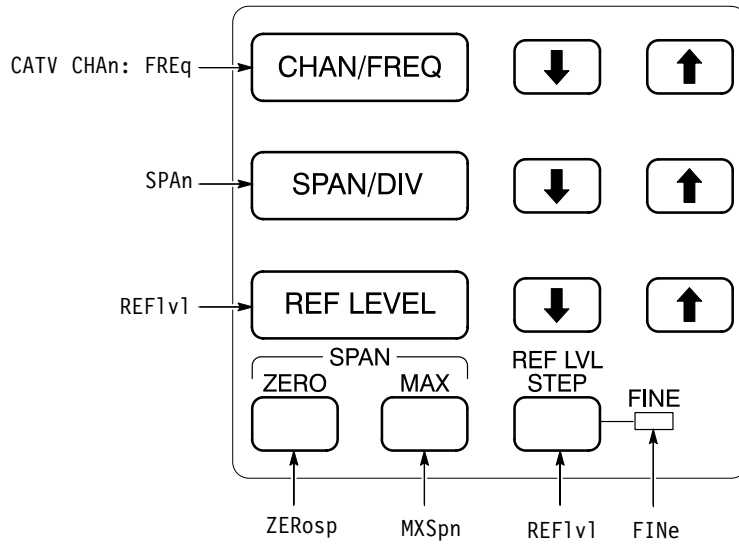 CATV CHAn: FREq
CHAN/FREQ
SPAn
SPAN/DIV
REFlvl
REF LEVEL
SPAN
ZERO
MAX
REF LVL
STEP
FINE
ZERosp
MXSpn
REFlvl
FINe